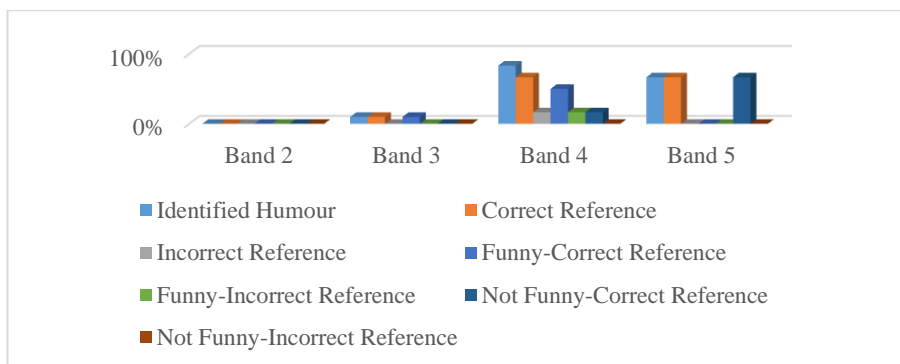 100%
0%
Band 2 Band 3 Band 4 Band 5
Identified Humour Correct Reference
Incorrect Reference Funny-Correct Reference
Funny-Incorrect Reference Not Funny-Correct Reference
Not Funny-Incorrect Reference